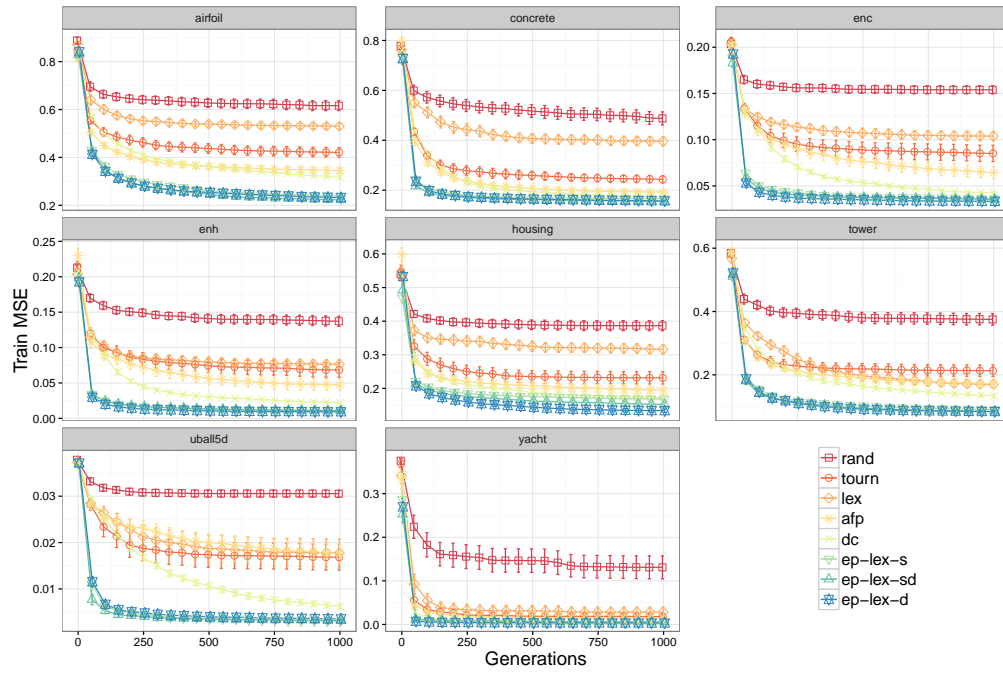 airfoil
concrete
enc
0.8
0.6
0.4
0.2
0.8
0.6
0.4
0.2
0.20
0.15
0.10
0.05
enh
housing
tower
0.25
0.20
0.15
0.10
0.05
0.00
0.6
0.5
0.4
0.3
0.2
0.6
0.4
0.2
Train MSE
uball5d
yacht
0.03
0.02
0.01
0.3
0.2
0.1
0.0
0 250 500 750 1000
0 250 500 750 1000
Generations
rand
tourn
lex
afp
dc
ep-lex-s
ep-lex-sd
ep-lex-d